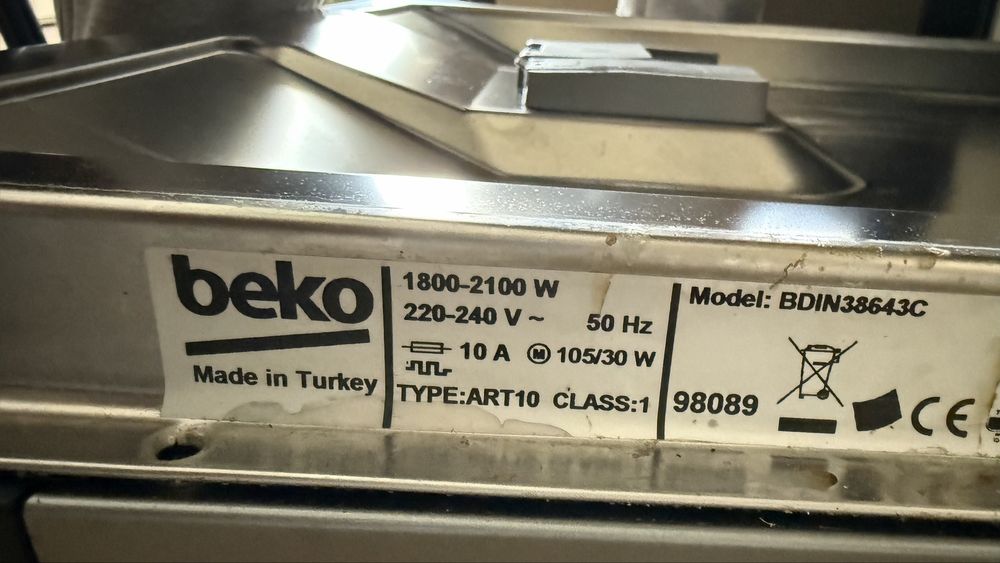 beko
Made in Turkey
1800-2100 W
220-240 V ~ 50 Hz
10 A M 105/30 W
TYPE:ART10 CLASS:1
Model: BDIN38643C
98089
CE